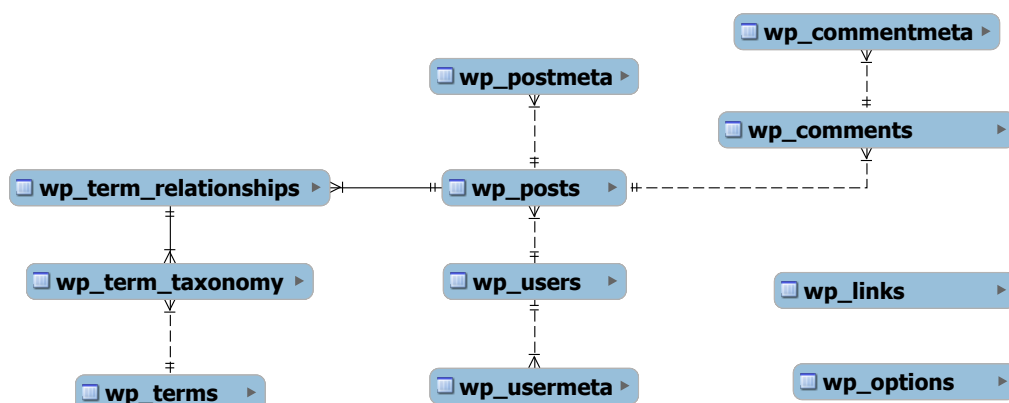 wp_commentmeta
wp_postmeta
wp_comments
wp_term_relationships
wp_posts
wp_term_taxonomy
wp_users
wp_links
wp_terms
wp_usermeta
wp_options